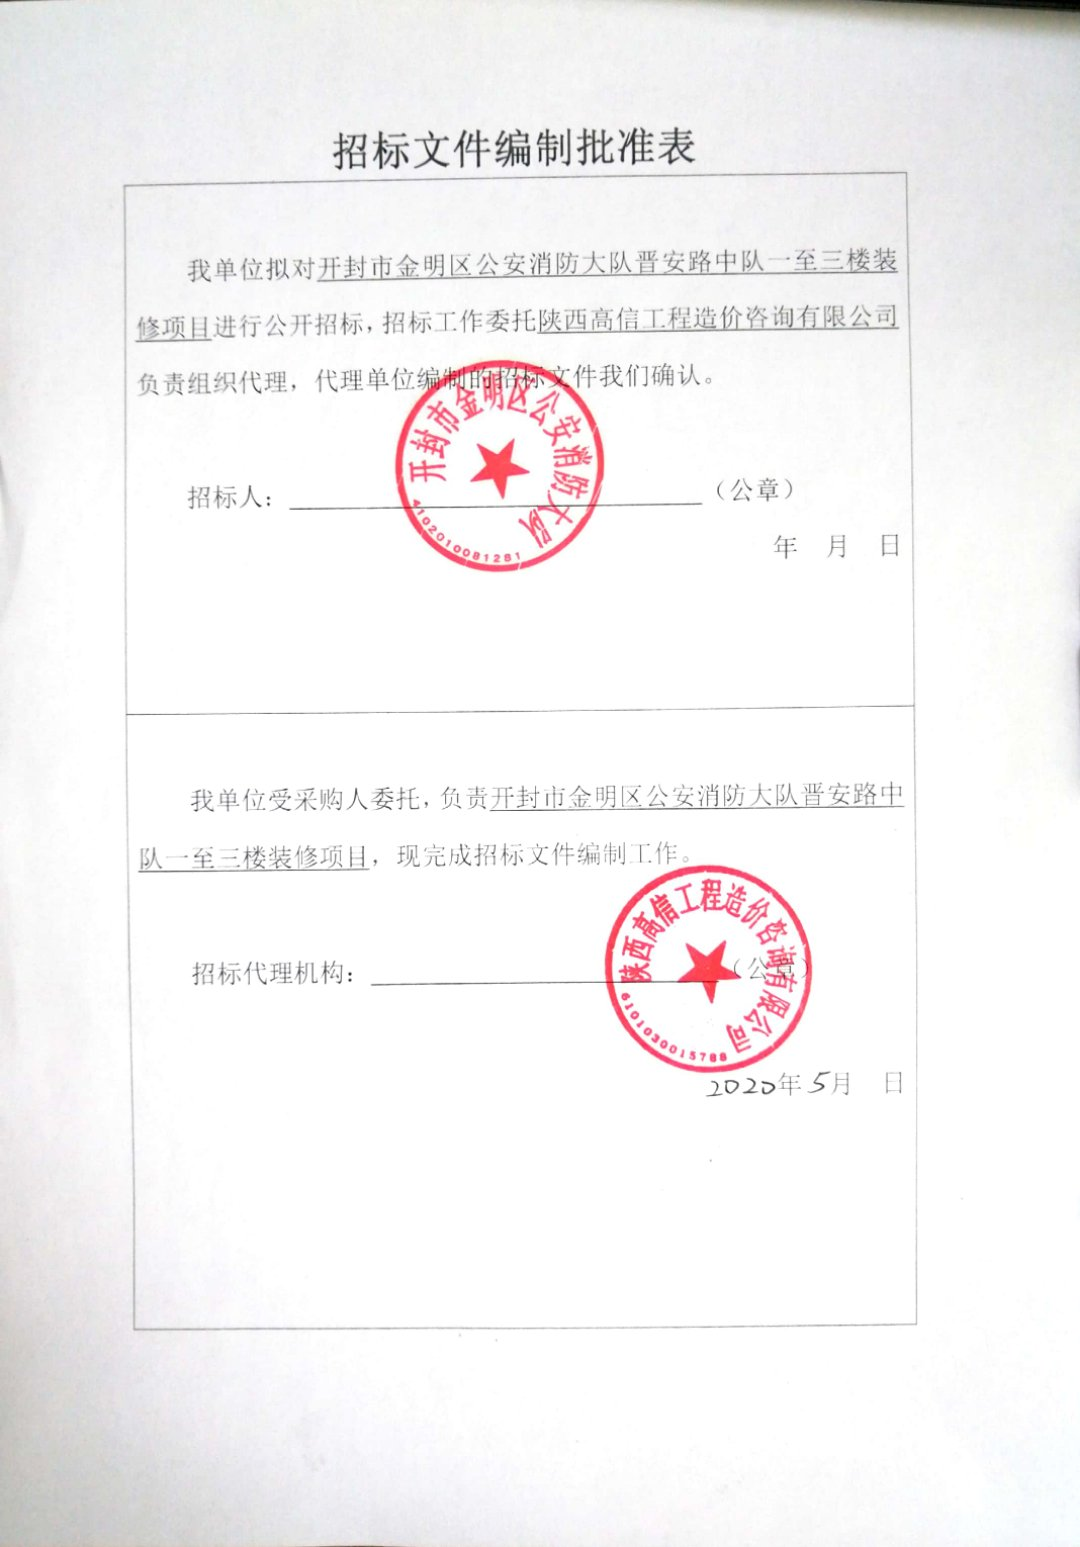 招标文件编制批准表
我单位拟对开封市金明区公安消防大队晋安路中队一至三楼装
修项目进行公开招标，招标工作委托陕西高信工程造价咨询有限公司
负责组织代理，代理单位编制的招标文件我们确认。
开封市金明区公安消防大队
4102010081281
招标人：（公章）
年 月 日
我单位受采购人委托，负责开封市金明区公安消防大队晋安路中
队一至三楼装修项目，现完成招标文件编制工作。
陕西高信工程造价咨询有限公司
6101030015788
招标代理机构：（公章）
2020年5月 日